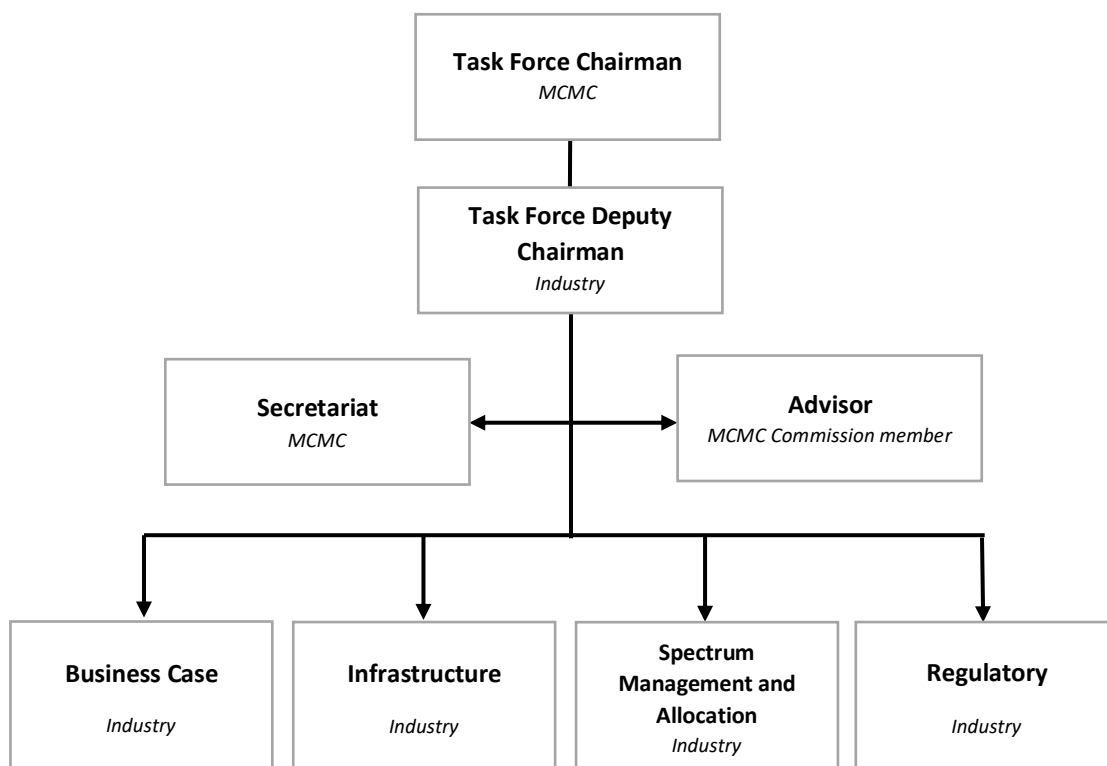 Task Force Chairman
MCMC
Task Force Deputy
Chairman
Industry
Secretariat
MCMC
Advisor
MCMC Commission member
Business Case
Industry
Infrastructure
Industry
Spectrum
Management and
Allocation
Industry
Regulatory
Industry